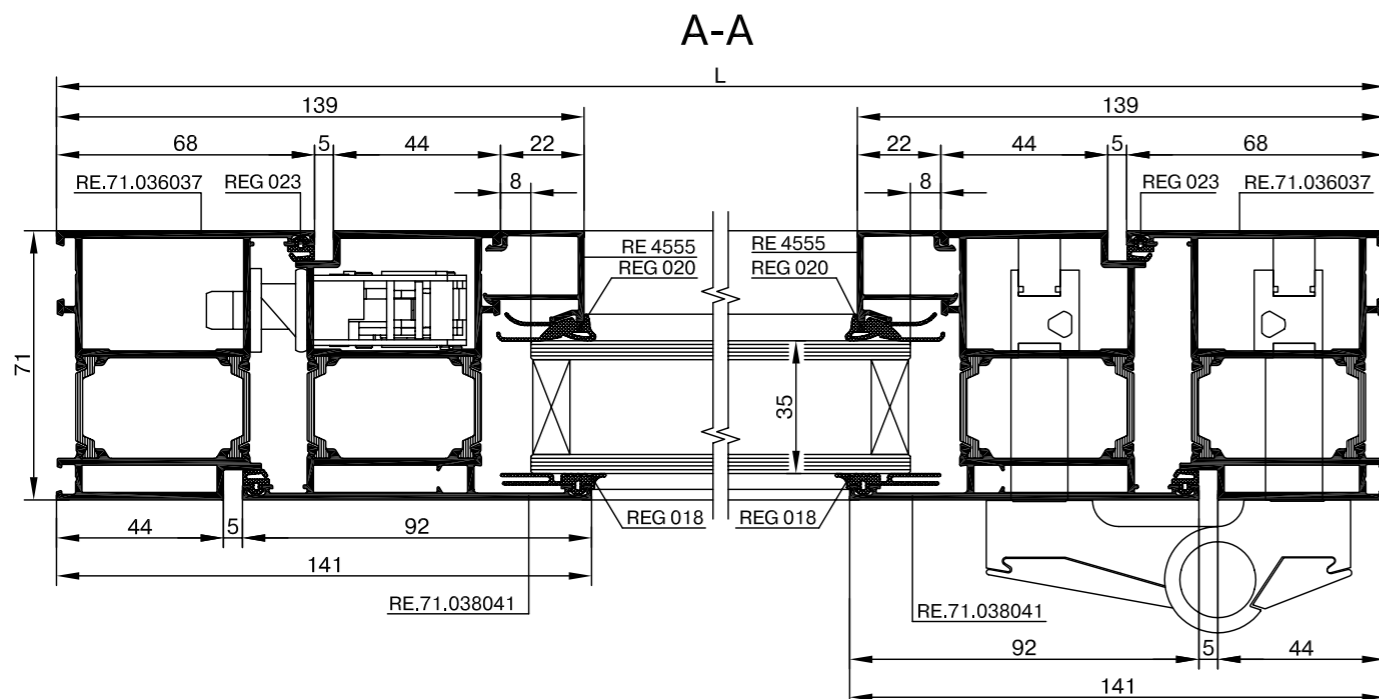 A-A
L
139 139
68 5 44 22 22 44 5 68
8 8
RE.71.036037 REG 023 REG 023 RE.71.036037
RE 4555 RE 4555
REG 020 REG 020
71
35
REG 018 REG 018
44 5 92
141
RE.71.038041 RE.71.038041
92 5 44
141